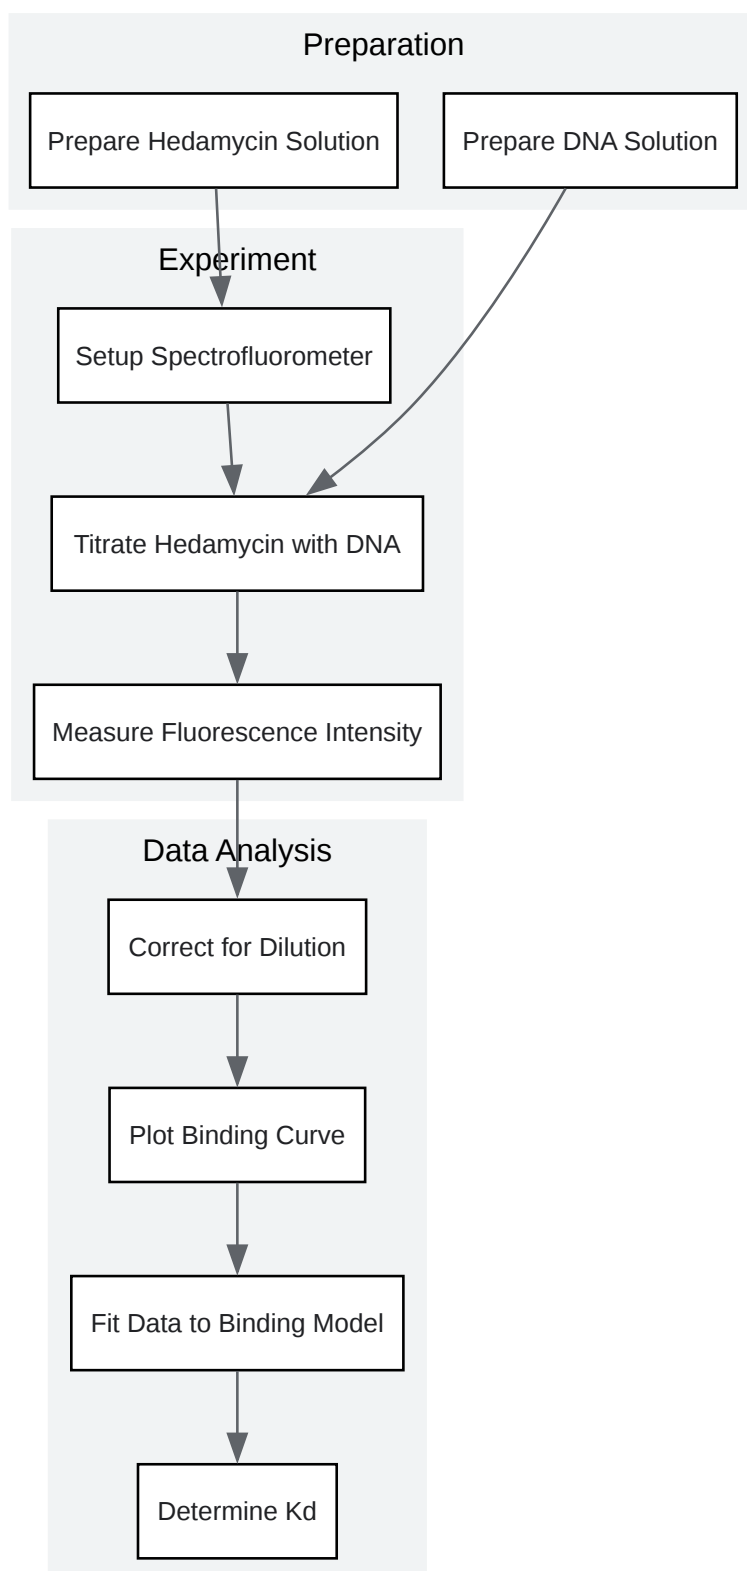 Preparation
Prepare Hedamycin Solution
Prepare DNA Solution
Experiment
Setup Spectrofluorometer
Titrate Hedamycin with DNA
Measure Fluorescence Intensity
Data Analysis
Correct for Dilution
Plot Binding Curve
Fit Data to Binding Model
Determine Kd